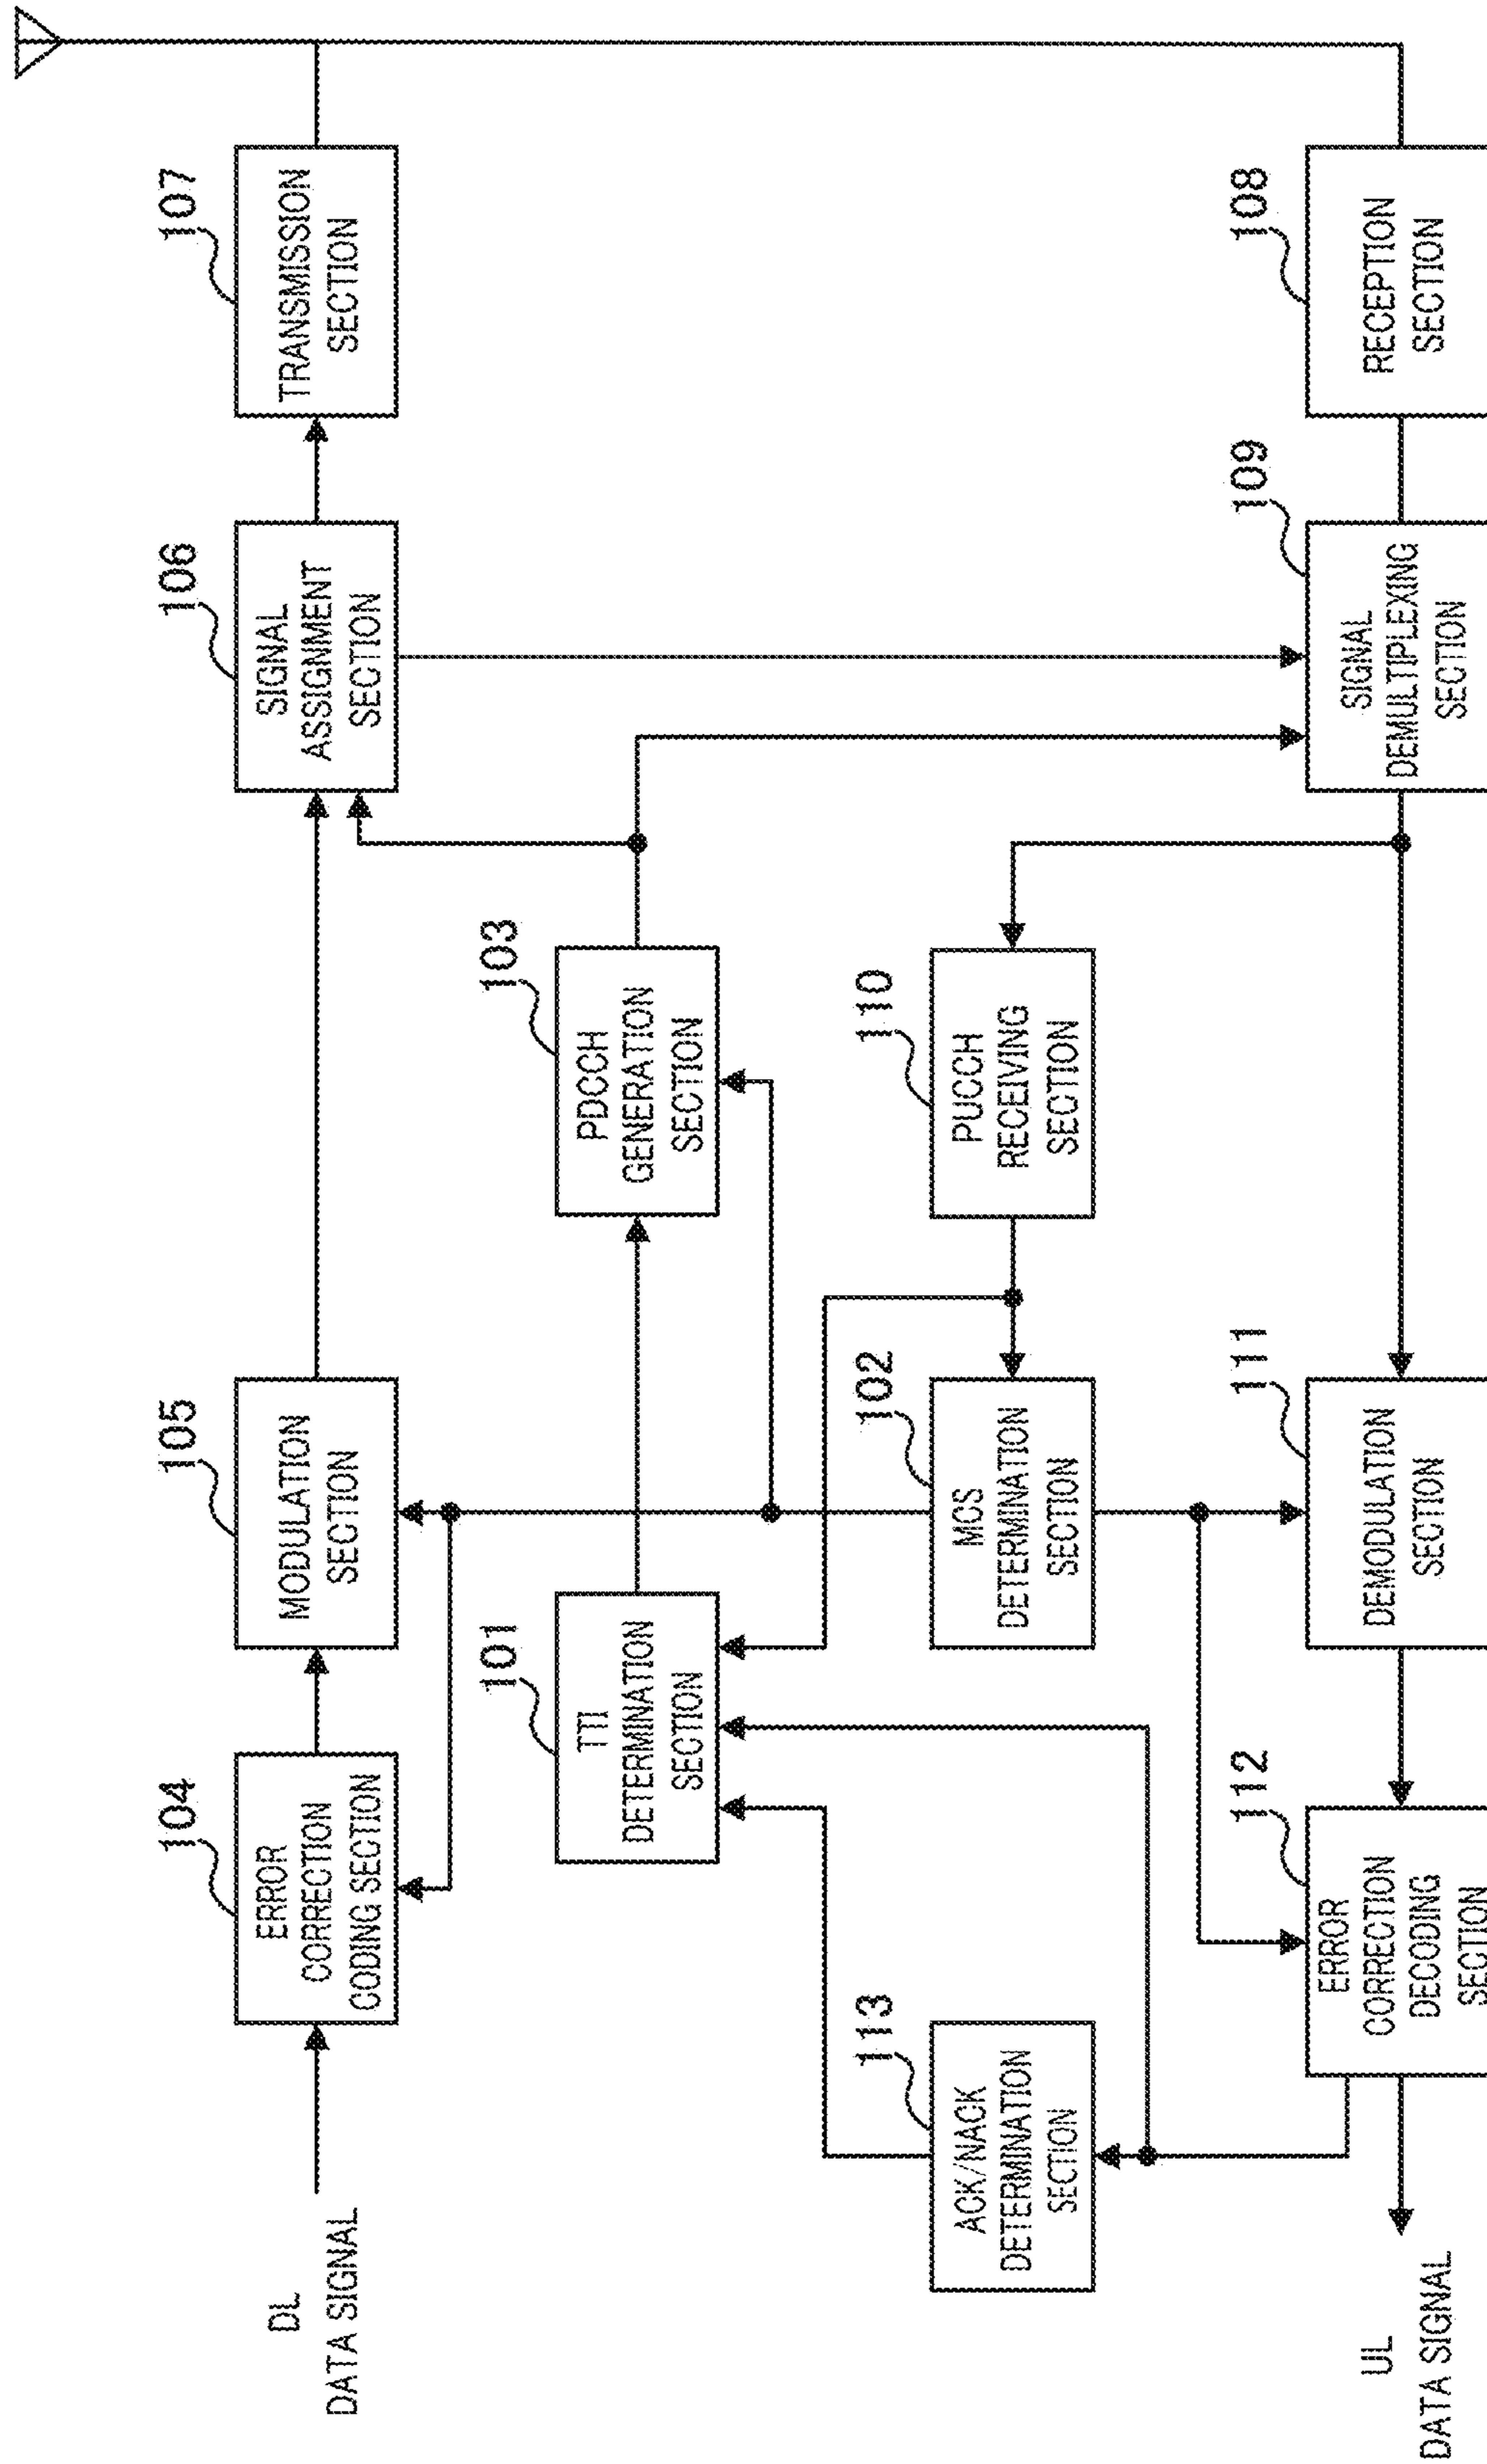 DL
DATA SIGNAL
104
ERROR
CORRECTION
CODING SECTION
105
MODULATION
SECTION
106
SIGNAL
ASSIGNMENT
SECTION
107
TRANSMISSION
SECTION
101
TTI
DETERMINATION
SECTION
103
PDCCH
GENERATION
SECTION
113
ACK/NACK
DETERMINATION
SECTION
102
MCS
DETERMINATION
SECTION
110
PUCCH
RECEIVING
SECTION
UL
DATA SIGNAL
112
ERROR
CORRECTION
DECODING
SECTION
111
DEMODULATION
SECTION
109
SIGNAL
DEMULTIPLEXING
SECTION
108
RECEPTION
SECTION